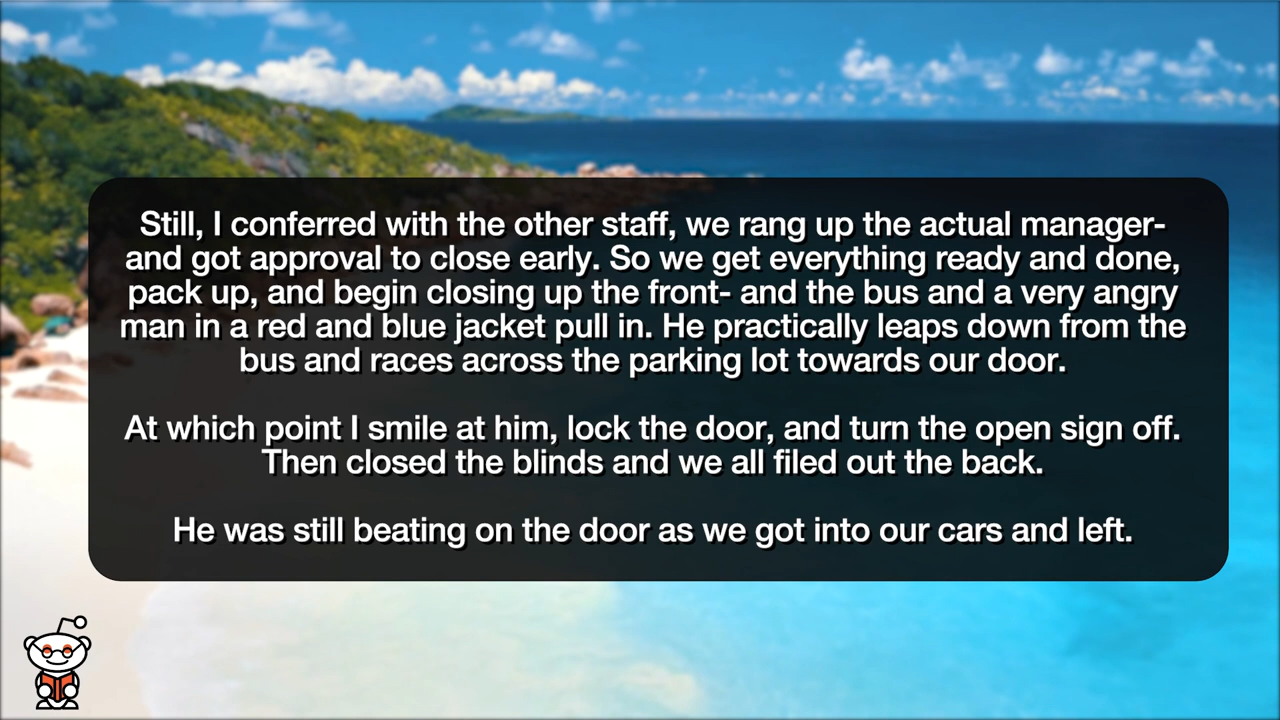 Still, I conferred with the other staff, we rang up the actual manager-
and got approval to close early. So we get everything ready and done,
pack up, and begin closing up the front- and the bus and a very angry
man in a red and blue jacket pull in. He practically leaps down from the
bus and races across the parking lot towards our door.
At which point I smile at him, lock the door, and turn the open sign off.
Then closed the blinds and we all filed out the back.
He was still beating on the door as we got into our cars and left.